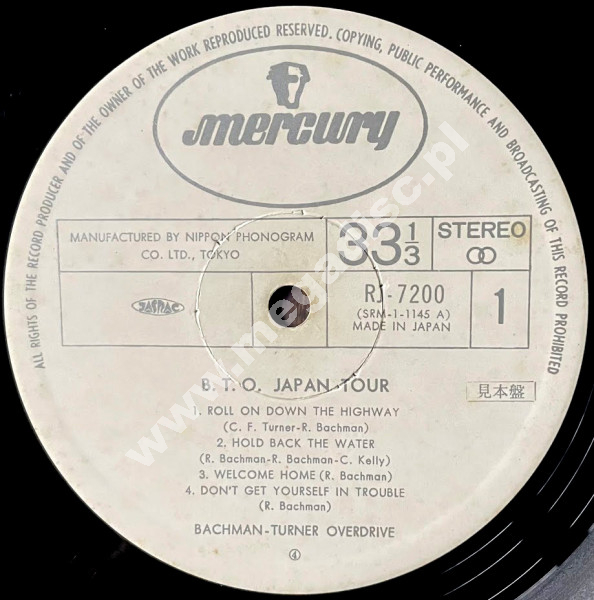 ALL RIGHTS OF THE RECORD PRODUCER AND OF THE OWNER OF THE WORK REPRODUCED RESERVED. COPYING, PUBLIC PERFORMANCE AND BROADCASTING OF THIS RECORD PROHIBITED
mercury
MANUFACTURED BY NIPPON PHONOGRAM
CO. LTD., TOKYO
33 1/3
STEREO
JASRAC
RJ-7200
(SRM-1-1145 A)
MADE IN JAPAN
1
B. T. O. JAPAN TOUR
見本盤
1. ROLL ON DOWN THE HIGHWAY
(C. F. Turner-R. Bachman)
2. HOLD BACK THE WATER
(R. Bachman-R. Bachman-C. Kelly)
3. WELCOME HOME (R. Bachman)
4. DON'T GET YOURSELF IN TROUBLE
(R. Bachman)
BACHMAN-TURNER OVERDRIVE
④
www.megadisc.pl